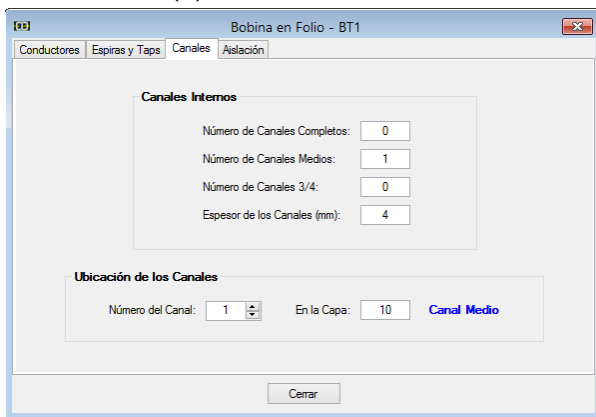 Bobina en Folio - BT1
Conductores Espiras y Taps Canales Aislación
Canales Internos
Número de Canales Completos: 0
Número de Canales Medios: 1
Número de Canales 3/4: 0
Espesor de los Canales (mm): 4
Ubicación de los Canales
Número del Canal: 1 En la Capa: 10 Canal Medio
Cerrar